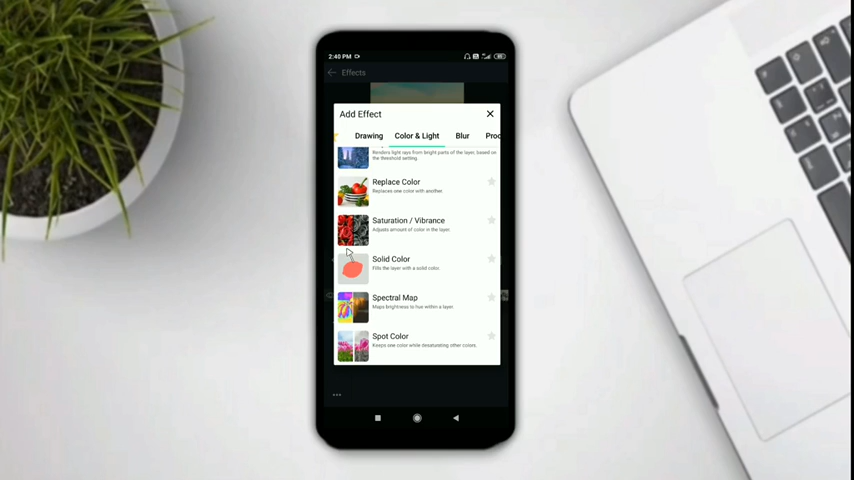 2:40 PM
Effects
Add Effect
Drawing Color & Light Blur Proc
Renders light rays from bright parts of the layer, based on
the threshold setting.
Replace Color
Replaces one color with another.
Saturation / Vibrance
Adjusts amount of color in the layer.
Solid Color
Fills the layer with a solid color.
Spectral Map
Maps brightness to hue within a layer.
Spot Color
Keeps one color while desaturating other colors.